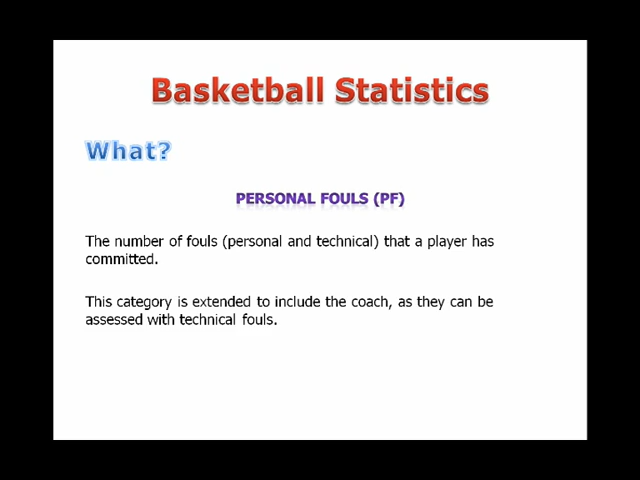 Basketball Statistics
What?
PERSONAL FOULS (PF)
The number of fouls (personal and technical) that a player has
committed.
This category is extended to include the coach, as they can be
assessed with technical fouls.